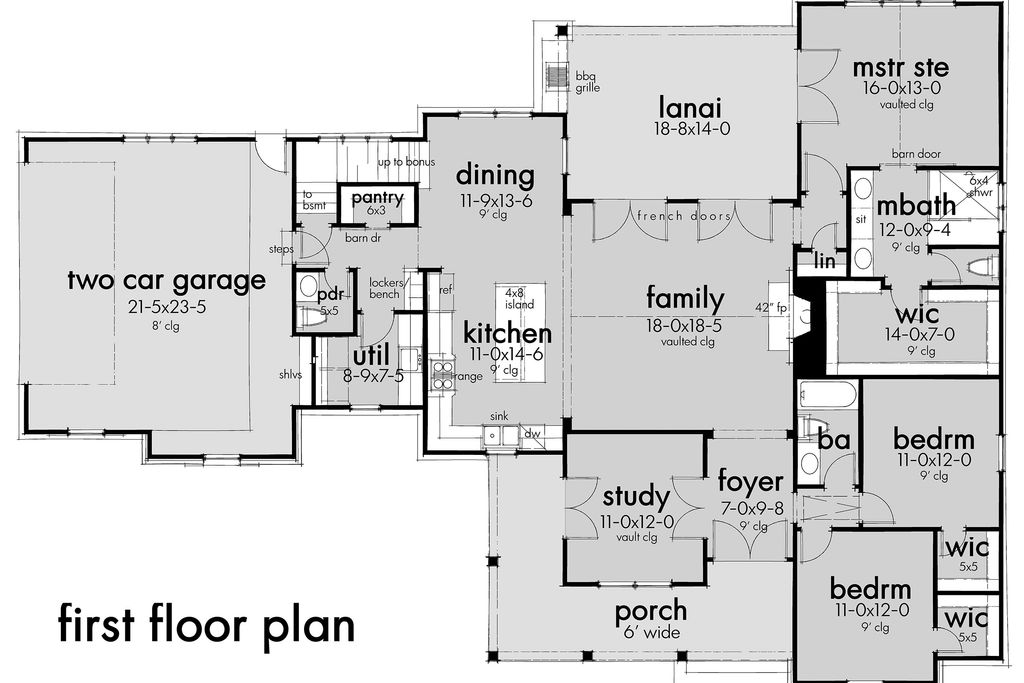 mstr ste
16-0x13-0
vaulted clg
bbq
grille
lanai
18-8x14-0
up to bonus
dining
11-9x13-6
9' clg
barn door
6x4
shwr
to
bsmt
pantry
6x3
sit
mbath
12-0x9-4
9' clg
french doors
steps
barn dr
lin
two car garage
21-5x23-5
8' clg
pdr
5x5
lockers
bench
ref
4x8
island
family
18-0x18-5
vaulted clg
42" fp
wic
14-0x7-0
9' clg
kitchen
11-0x14-6
9' clg
util
8-9x7-5
shlvs
range
sink
dw
ba
bedrm
11-0x12-0
9' clg
study
11-0x12-0
vault clg
foyer
7-0x9-8
9' clg
wic
5x5
bedrm
11-0x12-0
9' clg
wic
5x5
porch
6' wide
first floor plan